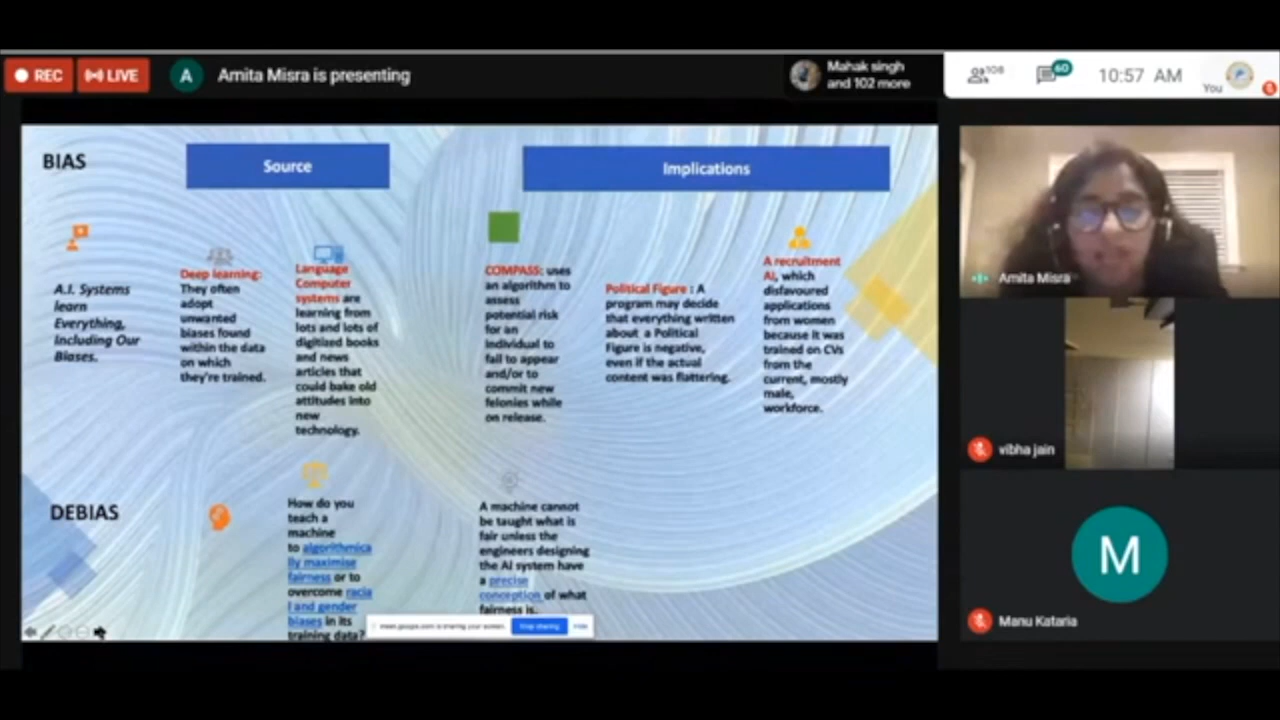 REC
LIVE
A
Amita Misra is presenting
Mahak singh
and 102 more
108
60
10:57 AM
You
BIAS
Source
Implications
A.I. Systems
learn
Everything,
Including Our
Biases.
Deep learning:
They often
adopt
unwanted
biases found
within the data
on which
they're trained.
Language
Computer
systems are
learning from
lots and lots of
digitized books
and news
articles that
could bake old
attitudes into
new
technology.
COMPASS: uses
an algorithm to
assess
potential risk
for an
individual to
fail to appear
and/or to
commit new
felonies while
on release.
Political Figure : A
program may decide
that everything written
about a Political
Figure is negative,
even if the actual
content was flattering.
A recruitment
AI, which
disfavoured
applications
from women
because it was
trained on CVs
from the
current, mostly
male,
workforce.
DEBIAS
How do you
teach a
machine
to algorithmica
lly maximise
fairness or to
overcome racia
l and gender
biases in its
training data?
A machine cannot
be taught what is
fair unless the
engineers designing
the AI system have
a precise
conception of what
fairness is.
meet.google.com is sharing your screen.
Stop sharing
Hide
Amita Misra
vibha jain
M
Manu Kataria